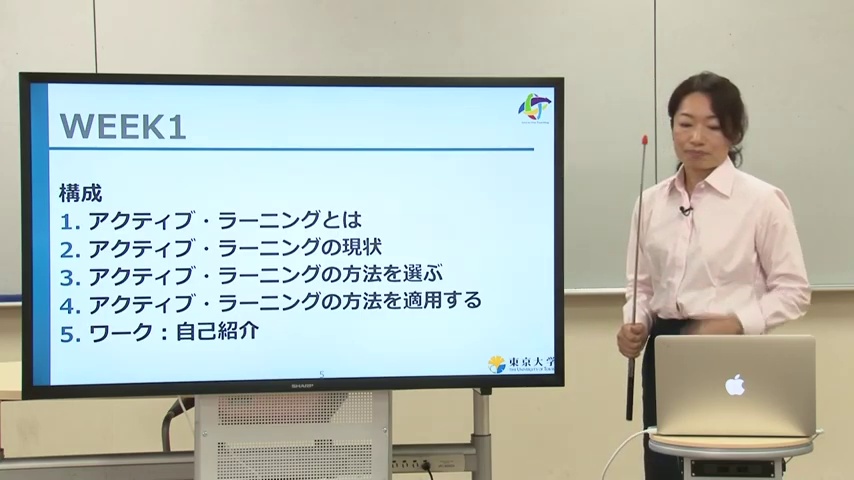 WEEK1
構成
1. アクティブ・ラーニングとは
2. アクティブ・ラーニングの現状
3. アクティブ・ラーニングの方法を選ぶ
4. アクティブ・ラーニングの方法を適用する
5. ワーク：自己紹介
5
東京大学
SHARP